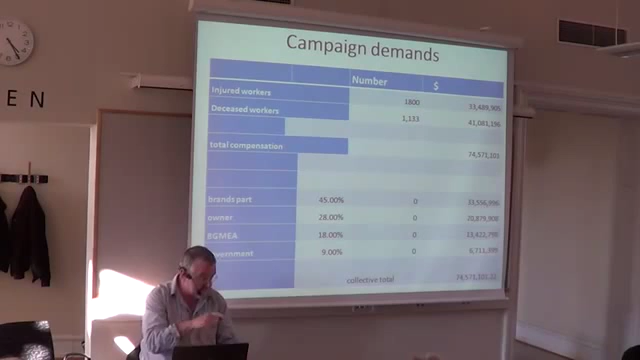 EN
Campaign demands
Number $
Injured workers 1800 33,489,905
Deceased workers 1,133 41,081,196
total compensation 74,571,101
brands part 45.00% 0 33,556,996
owner 28.00% 0 20,879,908
BGMEA 18.00% 0 13,422,798
vernment 9.00% 0 6,711,399
collective total